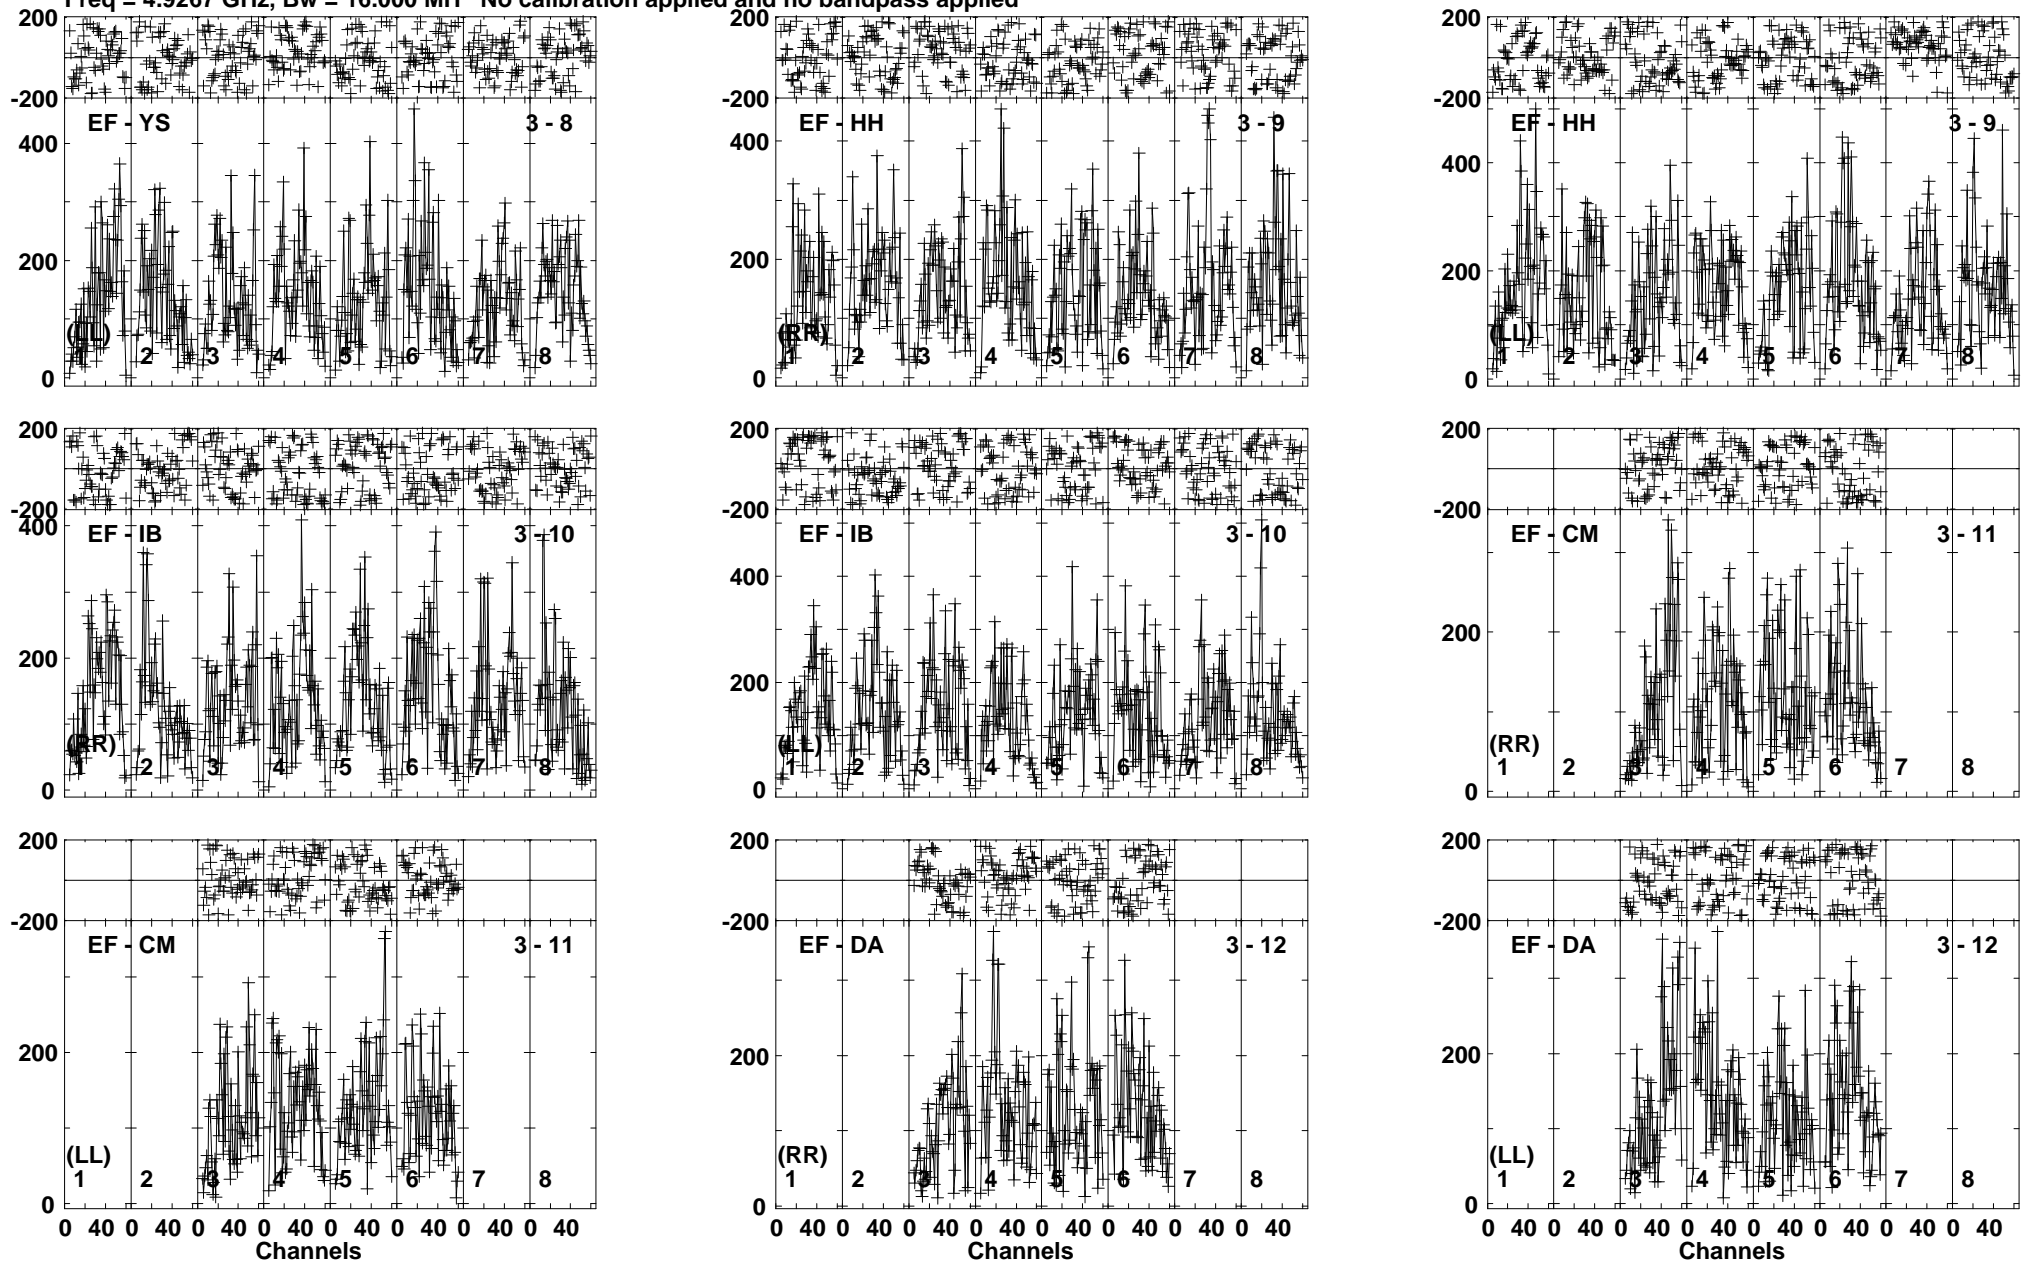 Freq = 4.9267 GHz, Bw = 16.000 MH No calibration applied and no bandpass applied
200 200 200
-200 -200 -200
EF - YS 3 - 8 EF - HH 3 - 9 EF - HH 3 - 9
400 400 400
200 200 200
(LL) (RR) (LL)
1 2 3 4 5 6 7 8 1 2 3 4 5 6 7 8 1 2 3 4 5 6 7 8
0 0 0
200 200 200
-200 -200 -200
EF - IB 3 - 10 EF - IB 3 - 10 EF - CM 3 - 11
400 400
200 200 200
(RR) (LL) (RR)
1 2 3 4 5 6 7 8 1 2 3 4 5 6 7 8 1 2 3 4 5 6 7 8
0 0 0
200 200 200
-200 -200 -200
EF - CM 3 - 11 EF - DA 3 - 12 EF - DA 3 - 12
200 200 200
(LL) (RR) (LL)
1 2 3 4 5 6 7 8 1 2 3 4 5 6 7 8 1 2 3 4 5 6 7 8
0 0 0
0 40 0 40 0 40 0 40 0 40 0 40 0 40 0 40 0 40 0 40 0 40 0 40 0 40 0 40 0 40 0 40 0 40 0 40 0 40 0 40 0 40 0 40 0 40 0 40
Channels Channels